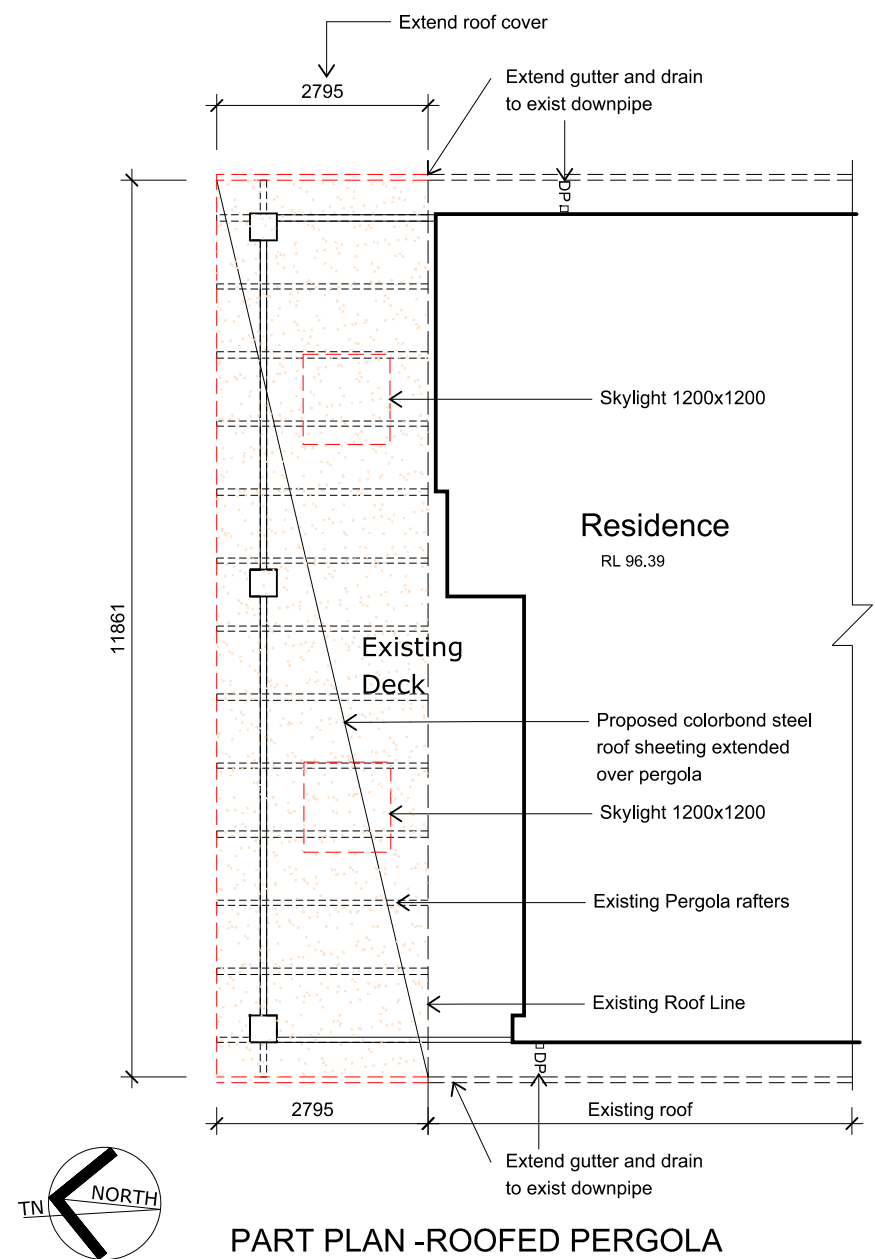 Extend roof cover
2795
Extend gutter and drain
to exist downpipe
DP
Skylight 1200x1200
Residence
RL 96.39
11861
Existing
Deck
Proposed colorbond steel
roof sheeting extended
over pergola
Skylight 1200x1200
Existing Pergola rafters
Existing Roof Line
DP
2795
Existing roof
Extend gutter and drain
to exist downpipe
NORTH
TN
PART PLAN -ROOFED PERGOLA